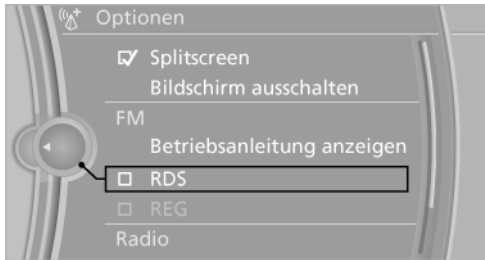 Optionen
Splitscreen
Bildschirm ausschalten
FM
Betriebsanleitung anzeigen
RDS
REG
Radio